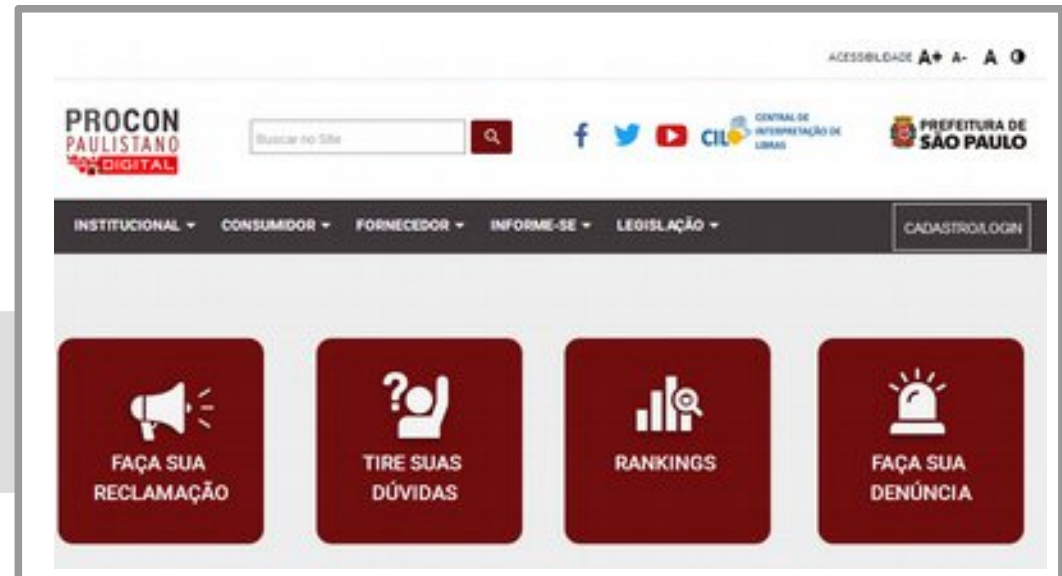 ACESSIBILIDADE A+ A- A
PROCON
PAULISTANO
DIGITAL
Buscar no Site
CIL
CENTRAL DE
INTERPRETAÇÃO DE
LIBRAS
PREFEITURA DE
SÃO PAULO
INSTITUCIONAL CONSUMIDOR FORNECEDOR INFORME-SE LEGISLAÇÃO CADASTRO/LOGIN
FAÇA SUA
RECLAMAÇÃO
TIRE SUAS
DÚVIDAS
RANKINGS
FAÇA SUA
DENÚNCIA